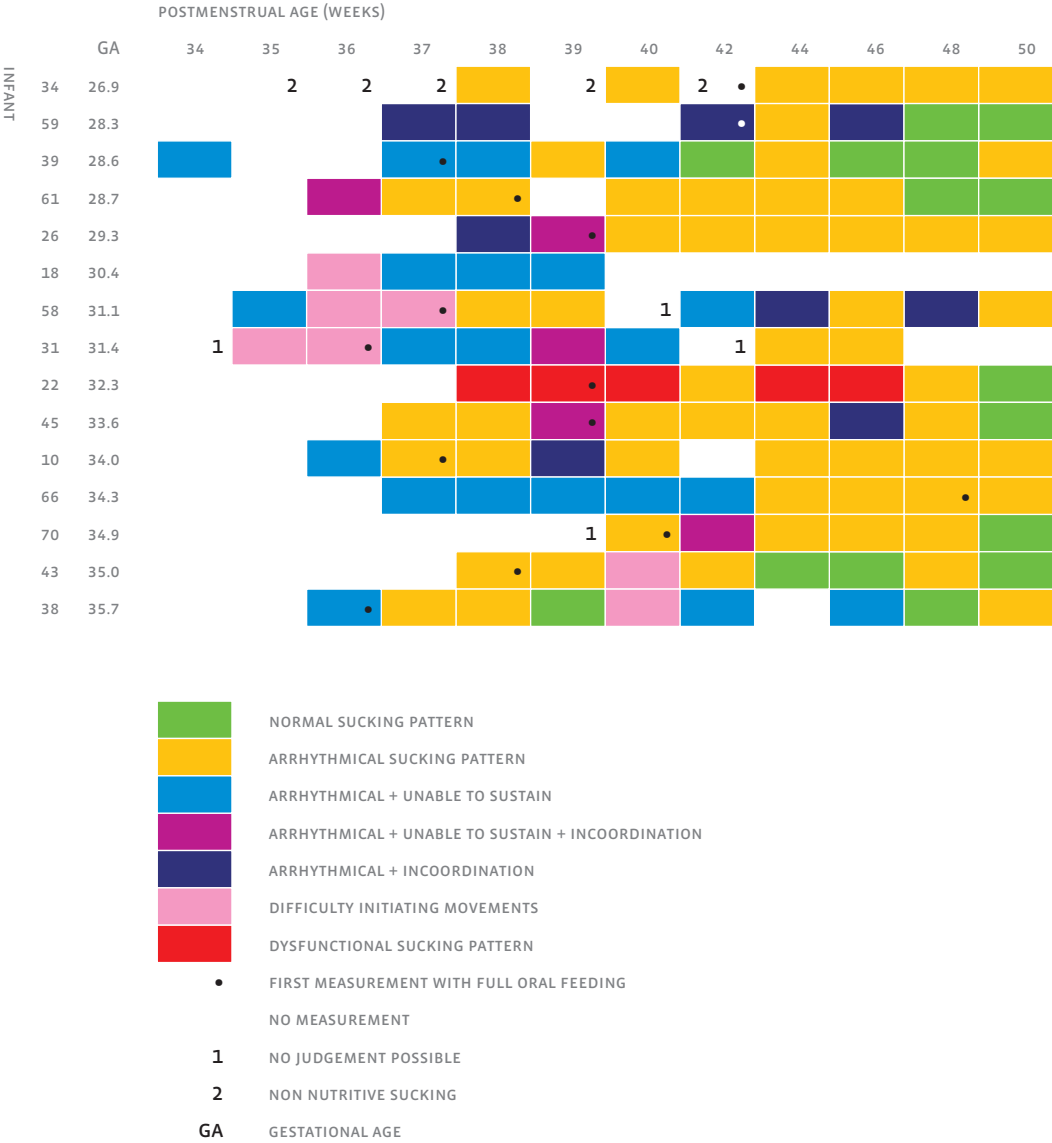 POSTMENSTRUAL AGE (WEEKS)
GA 34 35 36 37 38 39 40 42 44 46 48 50
INFANT
34 26.9 2 2 2 2 2 •
59 28.3 •
39 28.6 •
61 28.7 •
26 29.3 •
18 30.4
58 31.1 • 1
31 31.4 1 • 1
22 32.3 •
45 33.6 •
10 34.0 •
66 34.3 •
70 34.9 1 •
43 35.0 •
38 35.7 •
NORMAL SUCKING PATTERN
ARRHYTHMICAL SUCKING PATTERN
ARRHYTHMICAL + UNABLE TO SUSTAIN
ARRHYTHMICAL + UNABLE TO SUSTAIN + INCOORDINATION
ARRHYTHMICAL + INCOORDINATION
DIFFICULTY INITIATING MOVEMENTS
DYSFUNCTIONAL SUCKING PATTERN
• FIRST MEASUREMENT WITH FULL ORAL FEEDING
NO MEASUREMENT
1 NO JUDGEMENT POSSIBLE
2 NON NUTRITIVE SUCKING
GA GESTATIONAL AGE